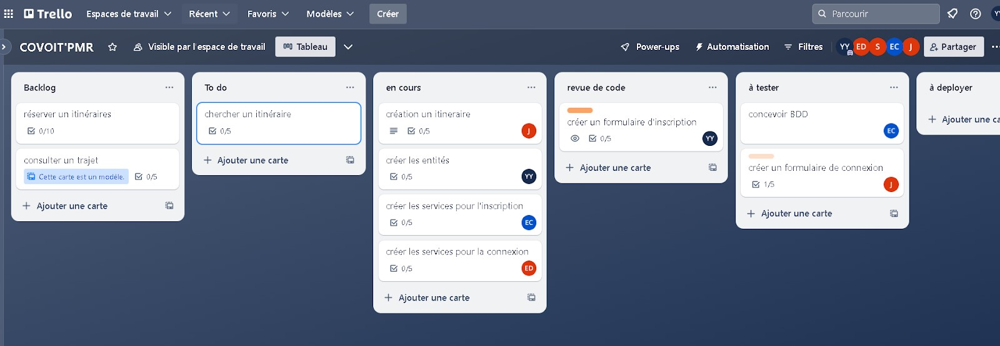 Trello Espaces de travail Récent Favoris Modèles Créer Parcourir YY
COVOIT'PMR Visible par l'espace de travail Tableau Power-ups Automatisation Filtres YY ED S EC J Partager
Backlog
réserver un itinéraires
0/10
consulter un trajet
Cette carte est un modèle. 0/5
Ajouter une carte
To do
chercher un itinéraire
0/5
Ajouter une carte
en cours
création un itineraire
0/5 J
créer les entités
0/5 YY
créer les services pour l'inscription
0/5 EC
créer les services pour la connexion
0/5 ED
Ajouter une carte
revue de code
créer un formulaire d'inscription
0/5 YY
Ajouter une carte
à tester
concevoir BDD
EC
créer un formulaire de connexion
1/5 J
Ajouter une carte
à deployer
Ajouter une ca